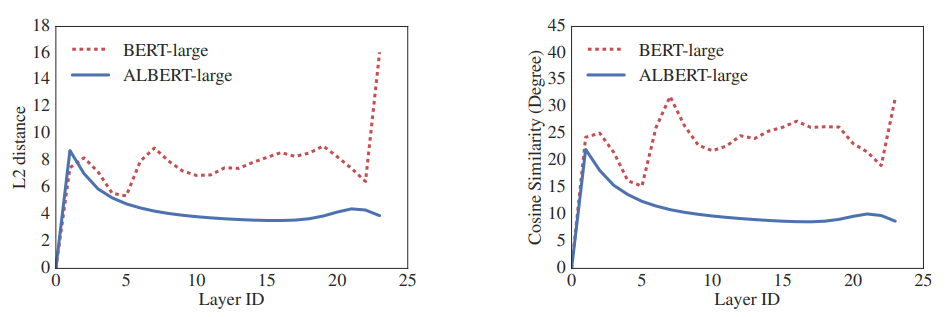 18
16
14
12
10
8
6
4
2
0
L2 distance
BERT-large
ALBERT-large
0 5 10 15 20 25
Layer ID
45
40
35
30
25
20
15
10
5
0
Cosine Similarity (Degree)
BERT-large
ALBERT-large
0 5 10 15 20 25
Layer ID